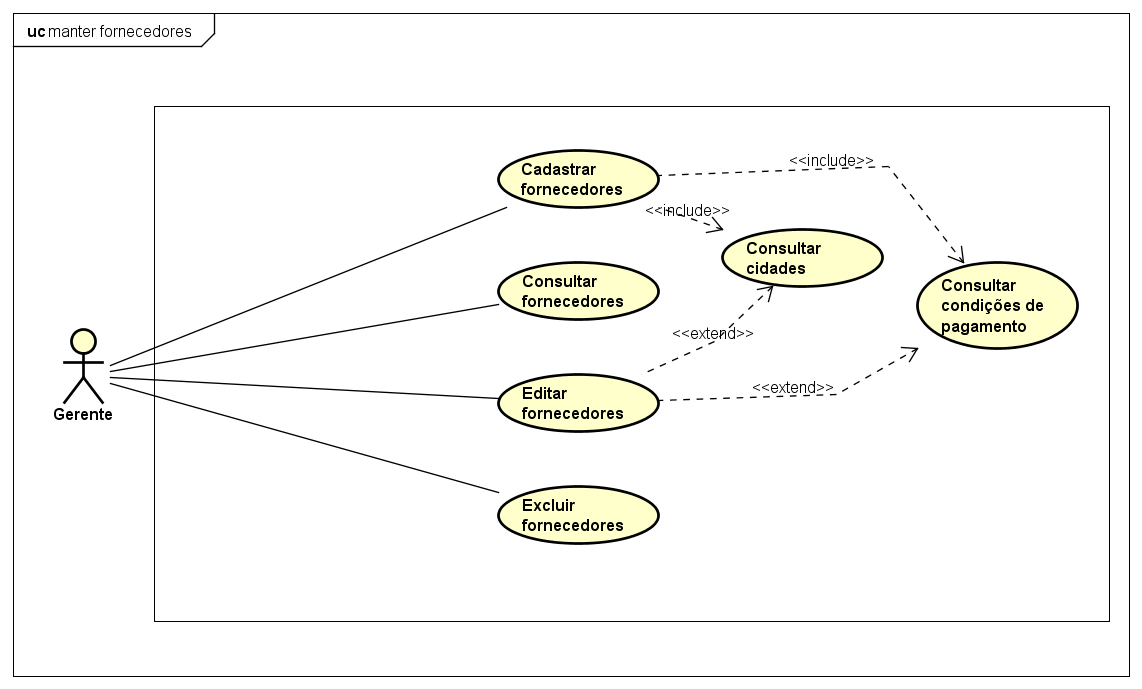 uc manter fornecedores
Cadastrar
fornecedores
<<include>>
<<include>>
Consultar
cidades
Consultar
fornecedores
Consultar
condições de
pagamento
<<extend>>
Editar
fornecedores
<<extend>>
Gerente
Excluir
fornecedores